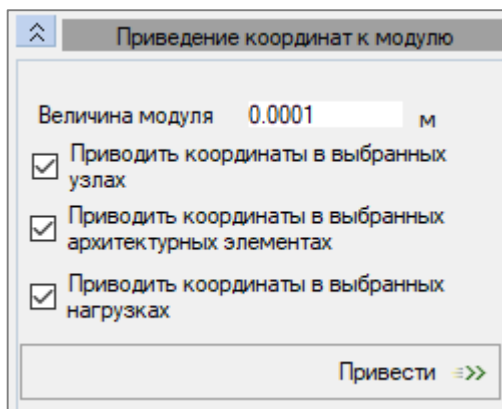 Приведение координат к модулю
Величина модуля 0.0001 м
Приводить координаты в выбранных
узлах
Приводить координаты в выбранных
архитектурных элементах
Приводить координаты в выбранных
нагрузках
Привести